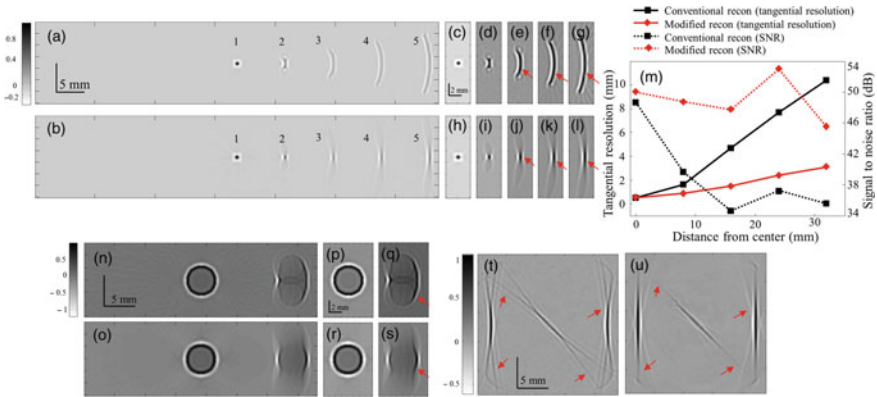 Conventional recon (tangential resolution)
Modified recon (tangential resolution)
Conventional recon (SNR)
Modified recon (SNR)
0.8
0.4
0
−0.2
(a)
5 mm
1
2
3
4
5
(c)
2 mm
(d)
(e)
(f)
(g)
(b)
1
2
3
4
5
(h)
(i)
(j)
(k)
(l)
(m)
Tangential resolution (mm)
10
8
6
4
2
0
54
50
46
42
38
34
Signal to noise ratio (dB)
0
10
20
30
Distance from center (mm)
0.5
0
−0.5
−1
(n)
5 mm
(p)
2 mm
(q)
(o)
(r)
(s)
1
0.5
0
−0.5
(t)
5 mm
(u)